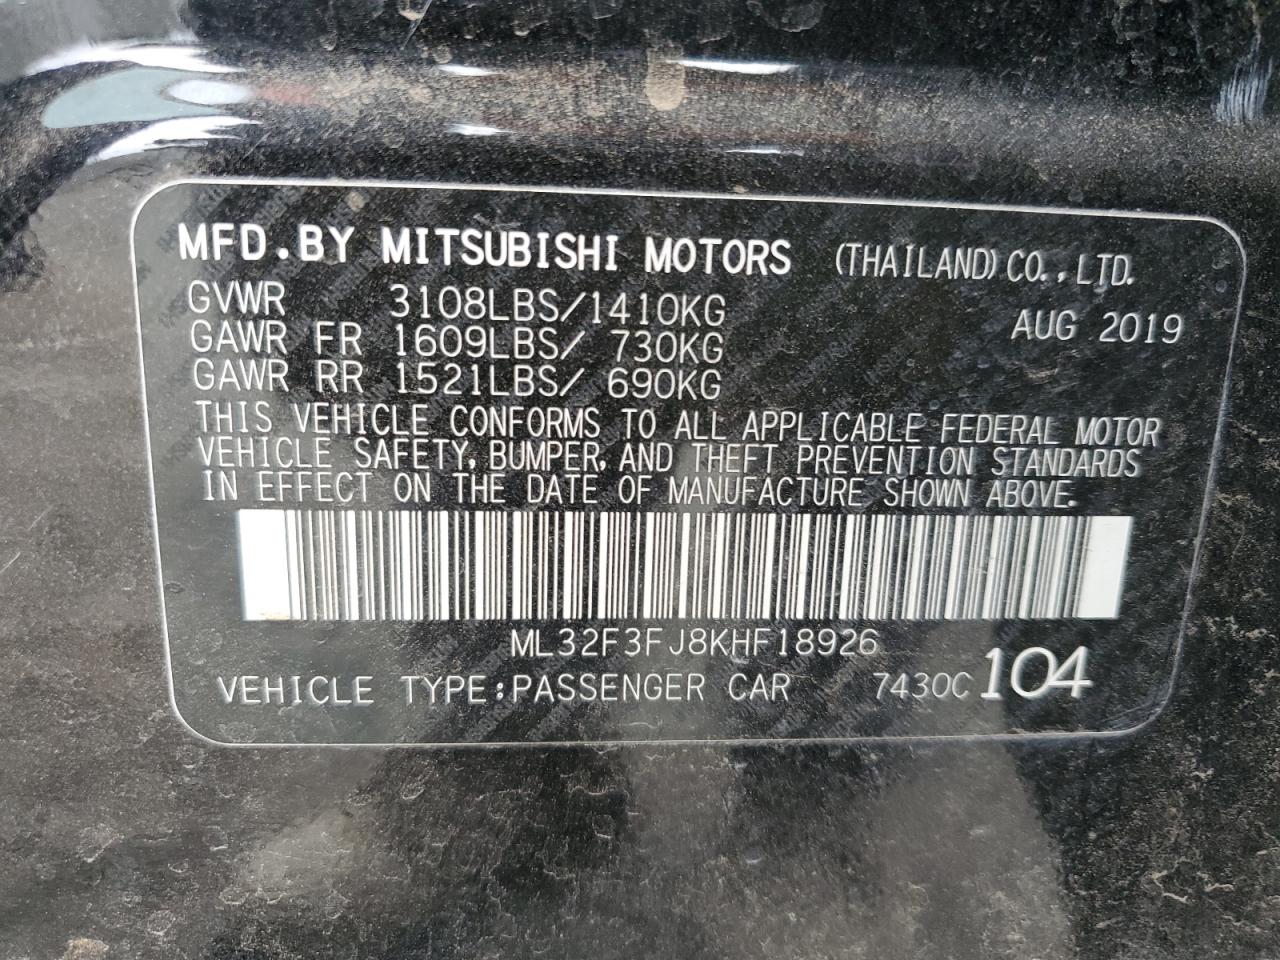 MFD.BY MITSUBISHI MOTORS (THAILAND)CO.,LTD.
GVWR 3108LBS/1410KG
AUG 2019
GAWR FR 1609LBS/ 730KG
GAWR RR 1521LBS/ 690KG
THIS VEHICLE CONFORMS TO ALL APPLICABLE FEDERAL MOTOR
VEHICLE SAFETY, BUMPER, AND THEFT PREVENTION STANDARDS
IN EFFECT ON THE DATE OF MANUFACTURE SHOWN ABOVE.
ML32F3FJ8KHF18926
VEHICLE TYPE:PASSENGER CAR 7430C 104